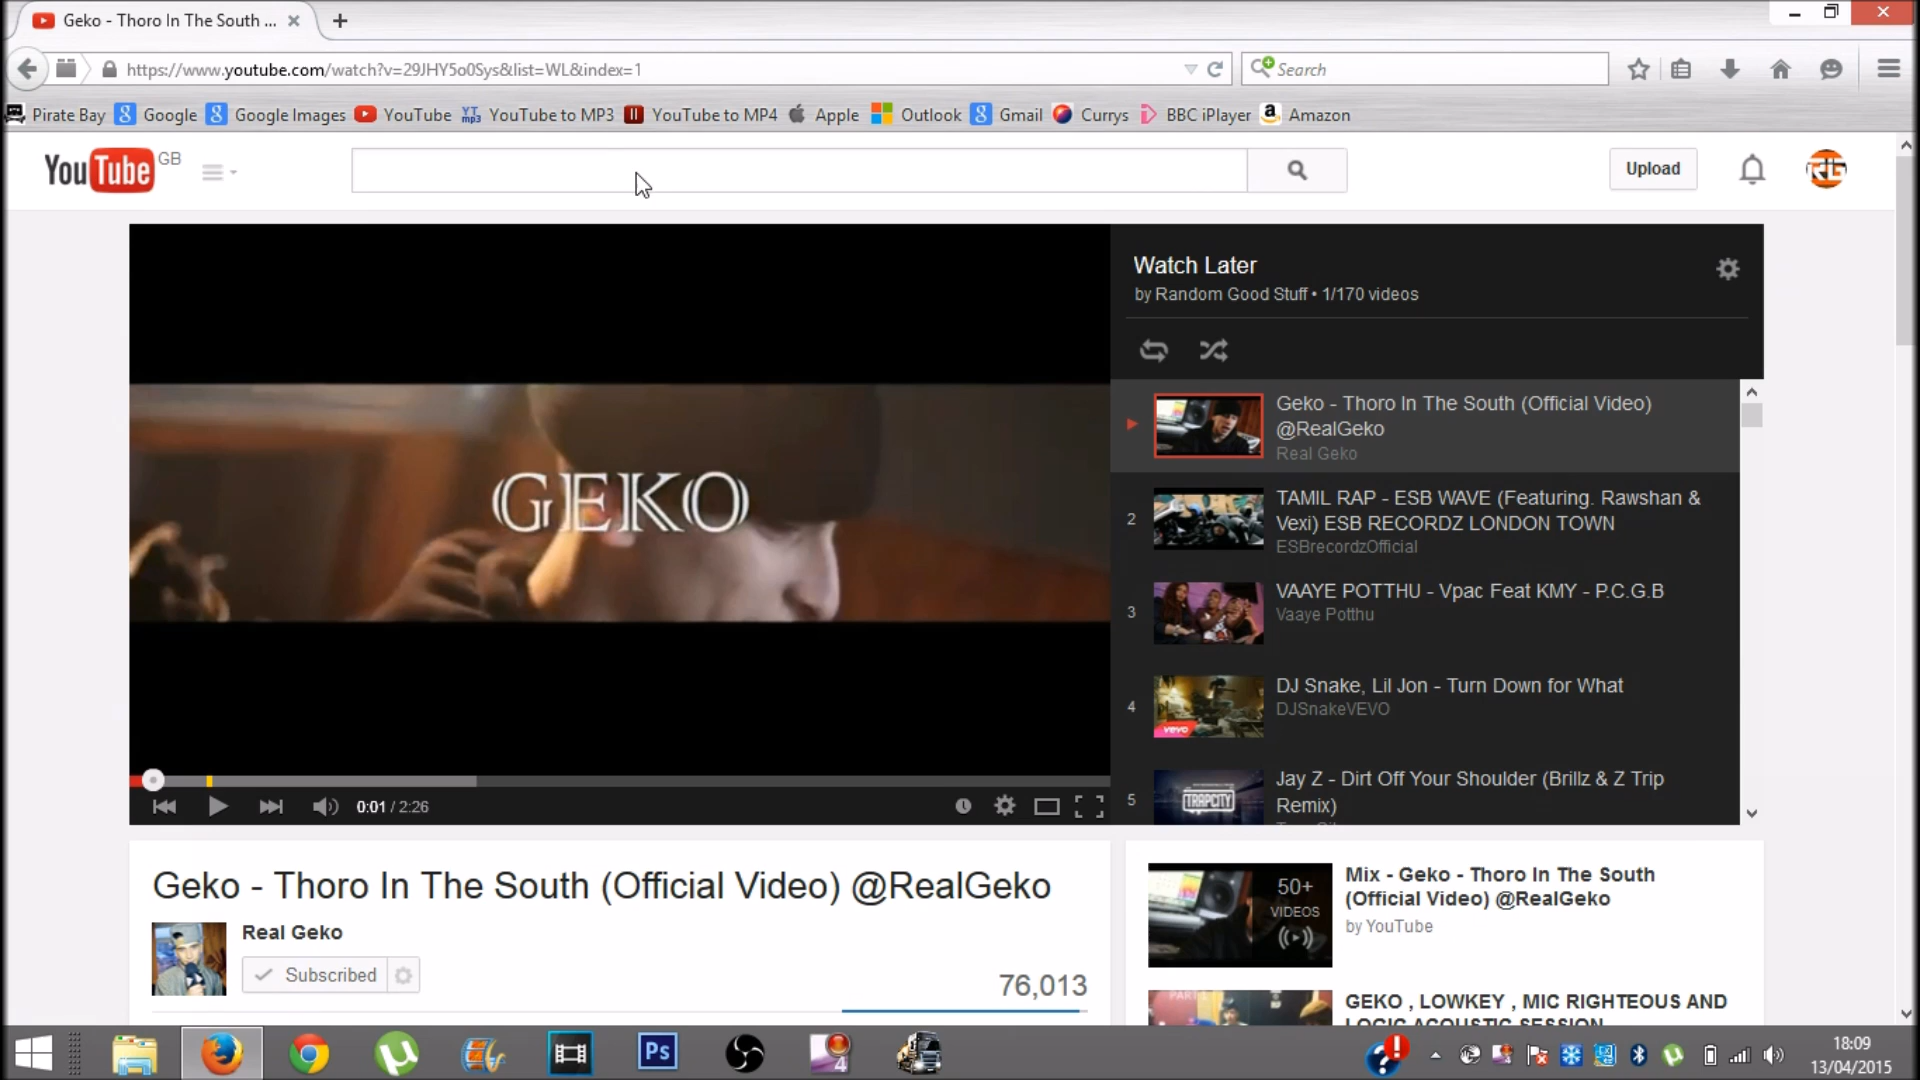 Geko - Thoro In The South ...
https://www.youtube.com/watch?v=29JHY5o0Sys&list=WL&index=1
Search
Pirate Bay Google Google Images YouTube YouTube to MP3 YouTube to MP4 Apple Outlook Gmail Currys BBC iPlayer Amazon
YouTube GB
Upload
Watch Later
by Random Good Stuff • 1/170 videos
GEKO
Geko - Thoro In The South (Official Video)
@RealGeko
Real Geko
2
TAMIL RAP - ESB WAVE (Featuring. Rawshan &
Vexi) ESB RECORDZ LONDON TOWN
ESBrecordzOfficial
3
VAAYE POTTHU - Vpac Feat KMY - P.C.G.B
Vaaye Potthu
4
DJ Snake, Lil Jon - Turn Down for What
DJSnakeVEVO
vevo
5
Jay Z - Dirt Off Your Shoulder (Brillz & Z Trip
Remix)
TRAPCITY
0:01 / 2:26
Geko - Thoro In The South (Official Video) @RealGeko
Real Geko
Subscribed
76,013
50+
VIDEOS
Mix - Geko - Thoro In The South
(Official Video) @RealGeko
by YouTube
GEKO , LOWKEY , MIC RIGHTEOUS AND
LOGIC ACOUSTIC SESSION
Ps
4
18:09
13/04/2015